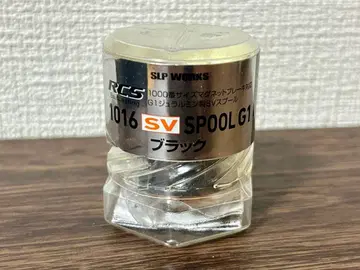 SLP WORKS
RCS 1000番サイズマグネットブレーキ対応
G1ジュラルミン製SVスプール
1016 SV SPOOL G1
ブラック